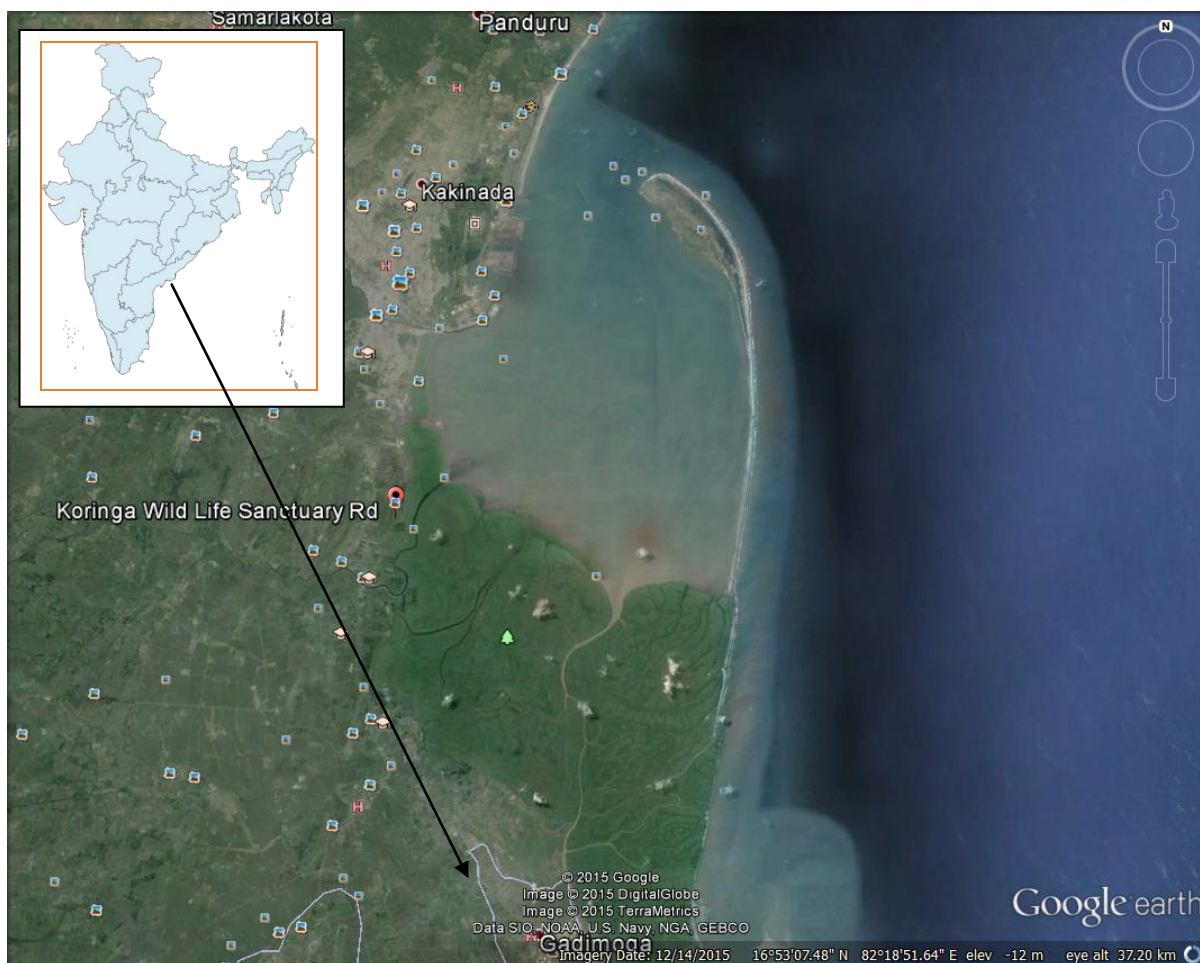 Samarlakota
Panduru
N
H
Kakinada
H
Koringa Wild Life Sanctuary Rd
H
© 2015 Google
Image © 2015 DigitalGlobe
Image © 2015 TerraMetrics
Data SIO, NOAA, U.S. Navy, NGA, GEBCO
Google earth
Gadimoga
Imagery Date: 12/14/2015 16°53'07.48" N 82°18'51.64" E elev -12 m eye alt 37.20 km